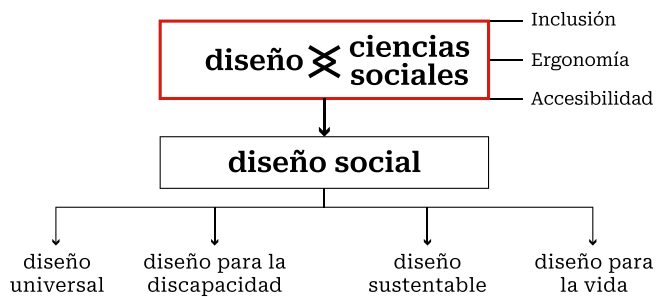 Inclusión
diseño ciencias sociales
Ergonomía
Accesibilidad
diseño social
diseño universal
diseño para la discapacidad
diseño sustentable
diseño para la vida